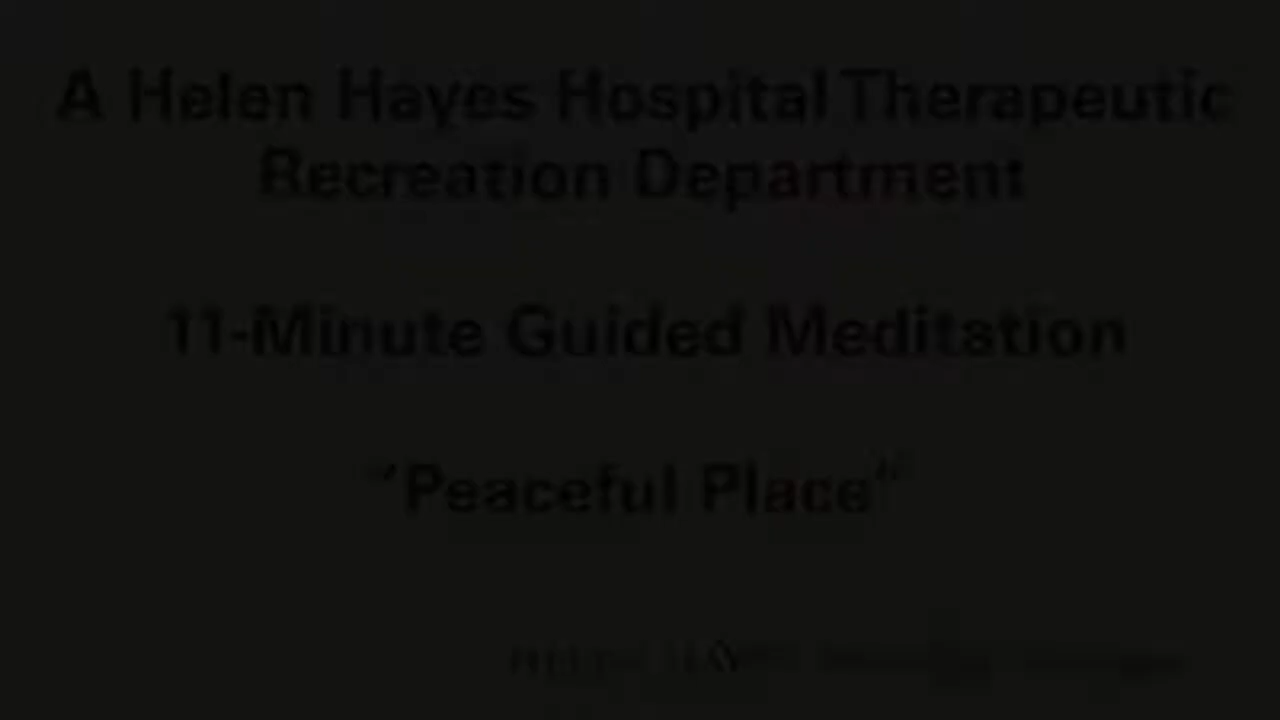 A Helen Hayes Hospital Therapeutic
Recreation Department
11-Minute Guided Meditation
"Peaceful Place"